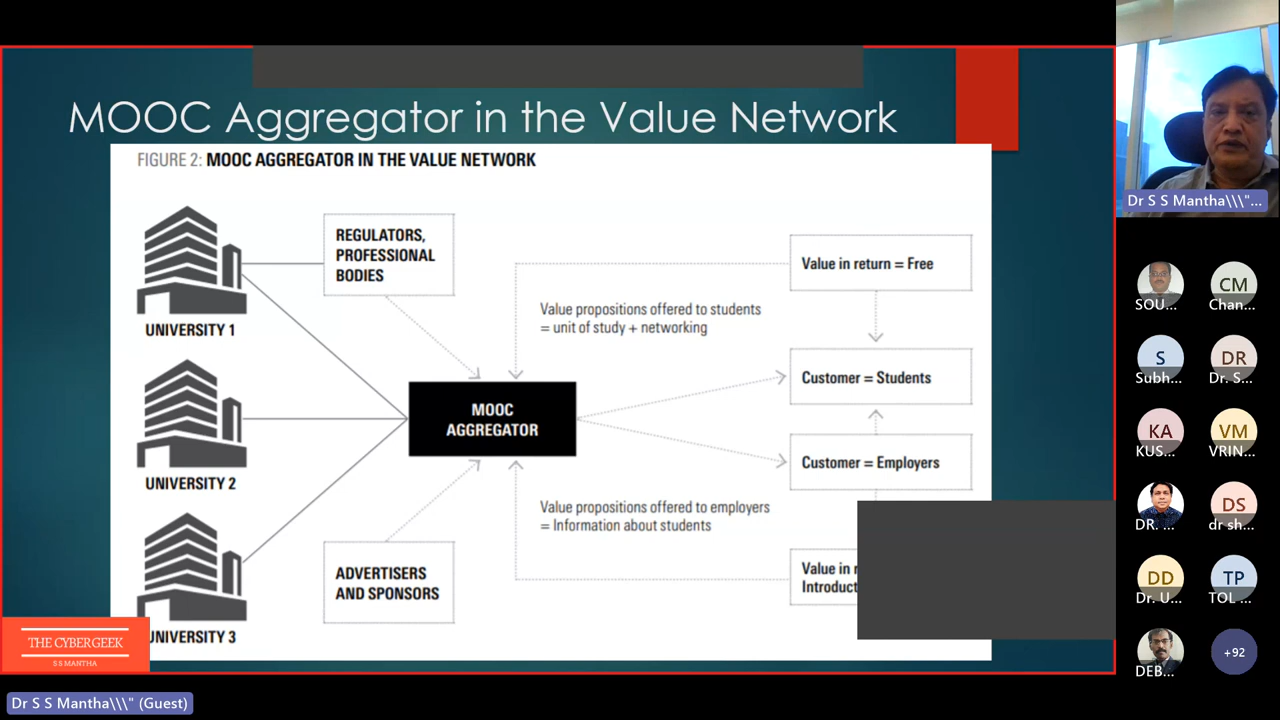 MOOC Aggregator in the Value Network
FIGURE 2: MOOC AGGREGATOR IN THE VALUE NETWORK
UNIVERSITY 1
REGULATORS,
PROFESSIONAL
BODIES
Value in return = Free
Value propositions offered to students
= unit of study + networking
UNIVERSITY 2
MOOC
AGGREGATOR
Customer = Students
Customer = Employers
Value propositions offered to employers
= Information about students
ADVERTISERS
AND SPONSORS
Value in
UNIVERSITY 3
THE CYBERGEEK
S S MANTHA
Dr S S Mantha\\\" (Guest)
Dr S S Mantha\\\"...
SOU...
CM
Chan...
S
Subh...
DR
Dr. S...
KA
KUS...
VM
VRIN...
DR. ...
DS
dr sh...
DD
Dr. U...
TP
TOL ...
DEB...
+92